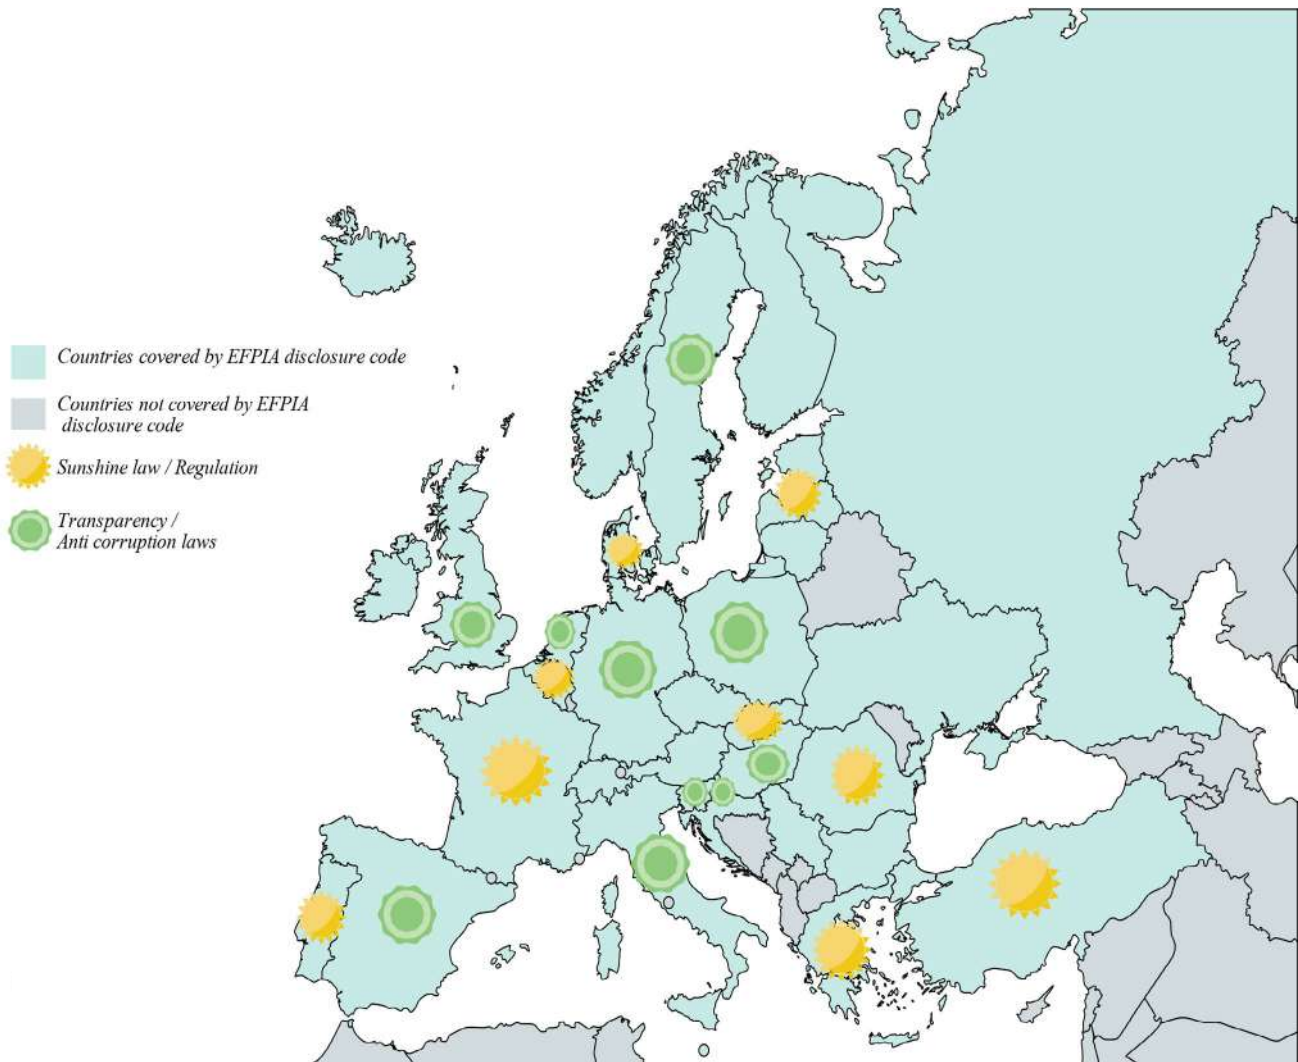 Countries covered by EFPIA disclosure code
Countries not covered by EFPIA
disclosure code
Sunshine law / Regulation
Transparency /
Anti corruption laws